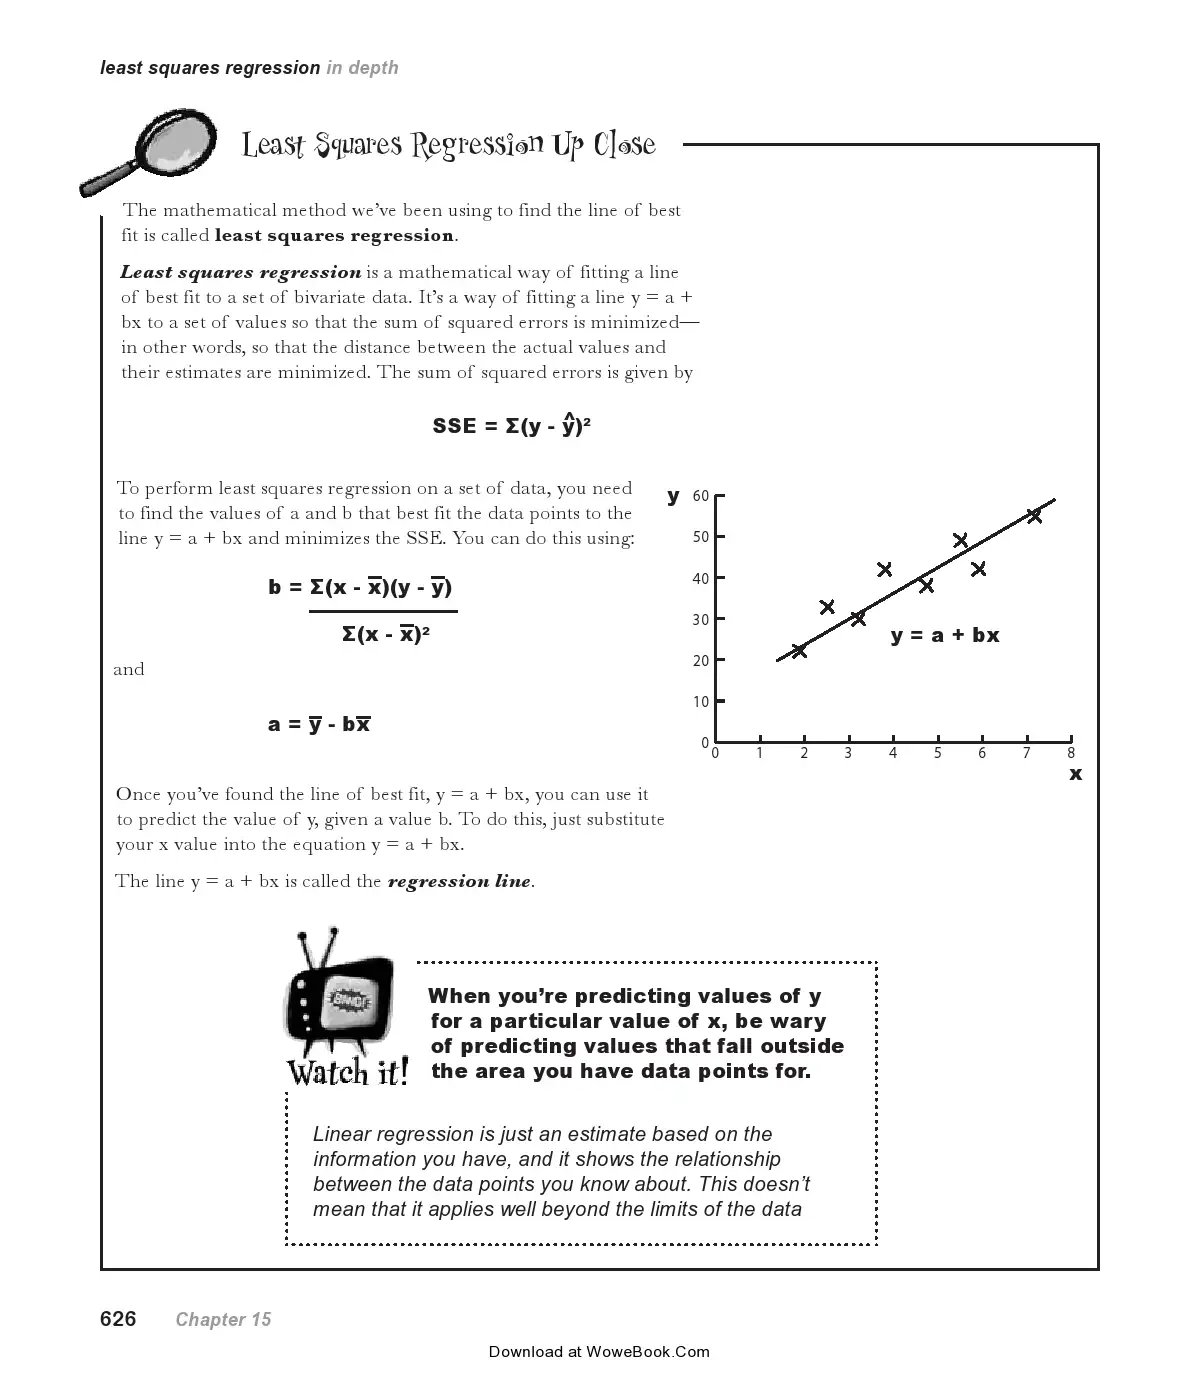 least squares regression in depth
Least Squares Regression Up Close
The mathematical method we’ve been using to find the line of best
fit is called least squares regression.
Least squares regression is a mathematical way of fitting a line
of best fit to a set of bivariate data. It’s a way of fitting a line y = a +
bx to a set of values so that the sum of squared errors is minimized—
in other words, so that the distance between the actual values and
their estimates are minimized. The sum of squared errors is given by
SSE = Σ(y - ŷ)²
To perform least squares regression on a set of data, you need
to find the values of a and b that best fit the data points to the
line y = a + bx and minimizes the SSE. You can do this using:
b = Σ(x - x̅)(y - y̅)
Σ(x - x̅)²
and
a = y̅ - bx̅
y
60
50
40
30
20
10
0
y = a + bx
0 1 2 3 4 5 6 7 8
x
Once you’ve found the line of best fit, y = a + bx, you can use it
to predict the value of y, given a value b. To do this, just substitute
your x value into the equation y = a + bx.
The line y = a + bx is called the regression line.
BANG!
Watch it!
When you’re predicting values of y
for a particular value of x, be wary
of predicting values that fall outside
the area you have data points for.
Linear regression is just an estimate based on the
information you have, and it shows the relationship
between the data points you know about. This doesn’t
mean that it applies well beyond the limits of the data
626 Chapter 15
Download at WoweBook.Com